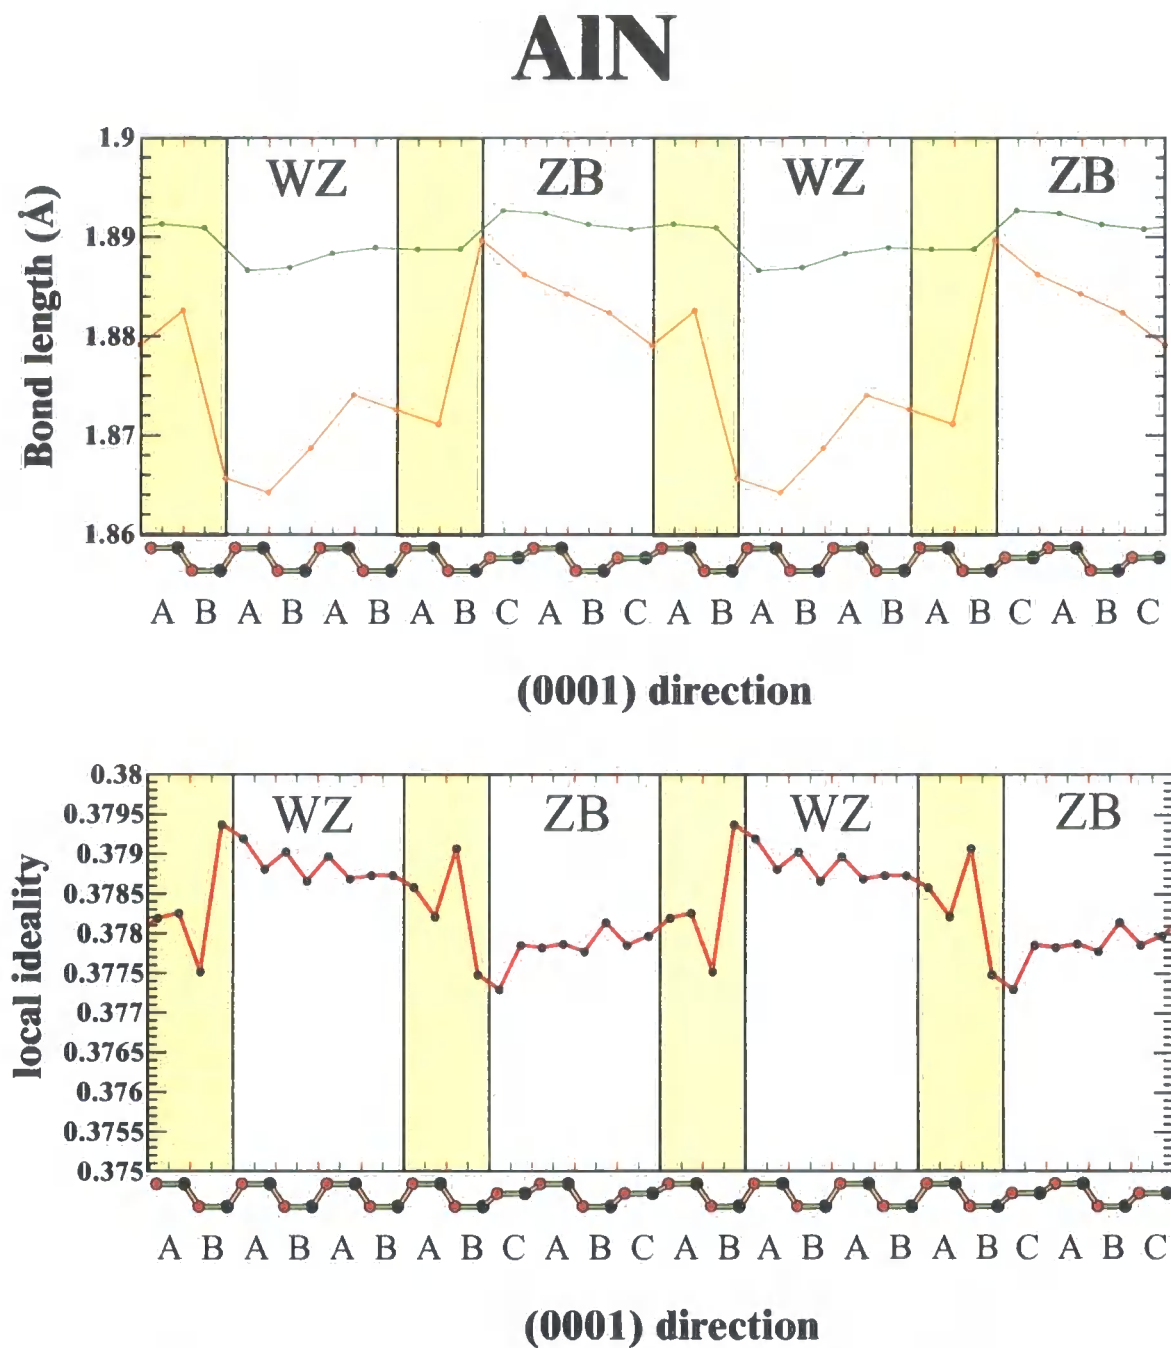 AlN
1.9
WZ ZB WZ ZB
1.89
1.88
1.87
1.86
Bond length (Å)
A B A B A B A B C A B C A B A B A B A B C A B C
(0001) direction
0.38
WZ ZB WZ ZB
0.3795
0.379
0.3785
0.378
0.3775
0.377
0.3765
0.376
0.3755
0.375
local ideality
A B A B A B A B C A B C A B A B A B A B C A B C
(0001) direction